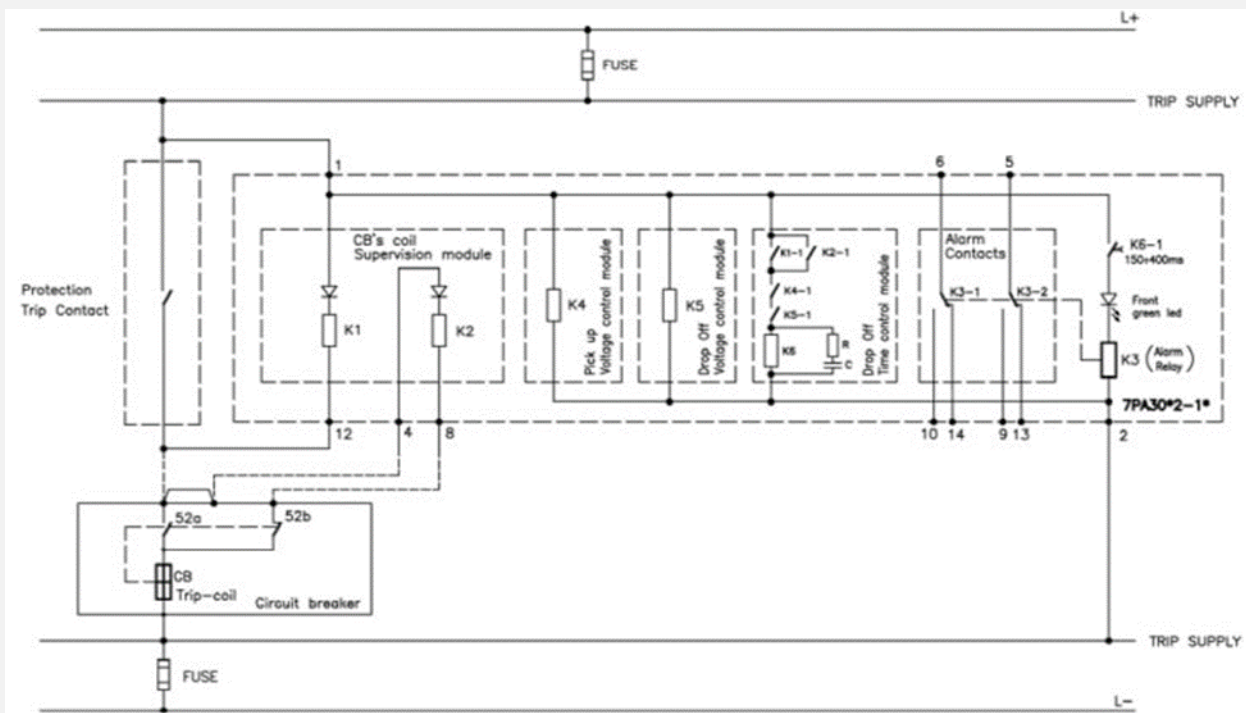 L+
FUSE
TRIP SUPPLY
6 5
1
CB's coil
Supervision module
Protection
Trip Contact
K1
K2
K4
Pick up
Voltage control module
K5
Drop Off
Voltage control module
K1-1 K2-1
K4-1
K5-1
K6
R
C
Drop Off
Time control module
Alarm
Contacts
K3-1 K3-2
K6-1
150±400ms
Front
green led
K3 (Alarm
Relay)
7PA30*2-1*
12 4 8 10 14 9 13 2
52a 52b
CB
Trip-coil
Circuit breaker
TRIP SUPPLY
FUSE
L-